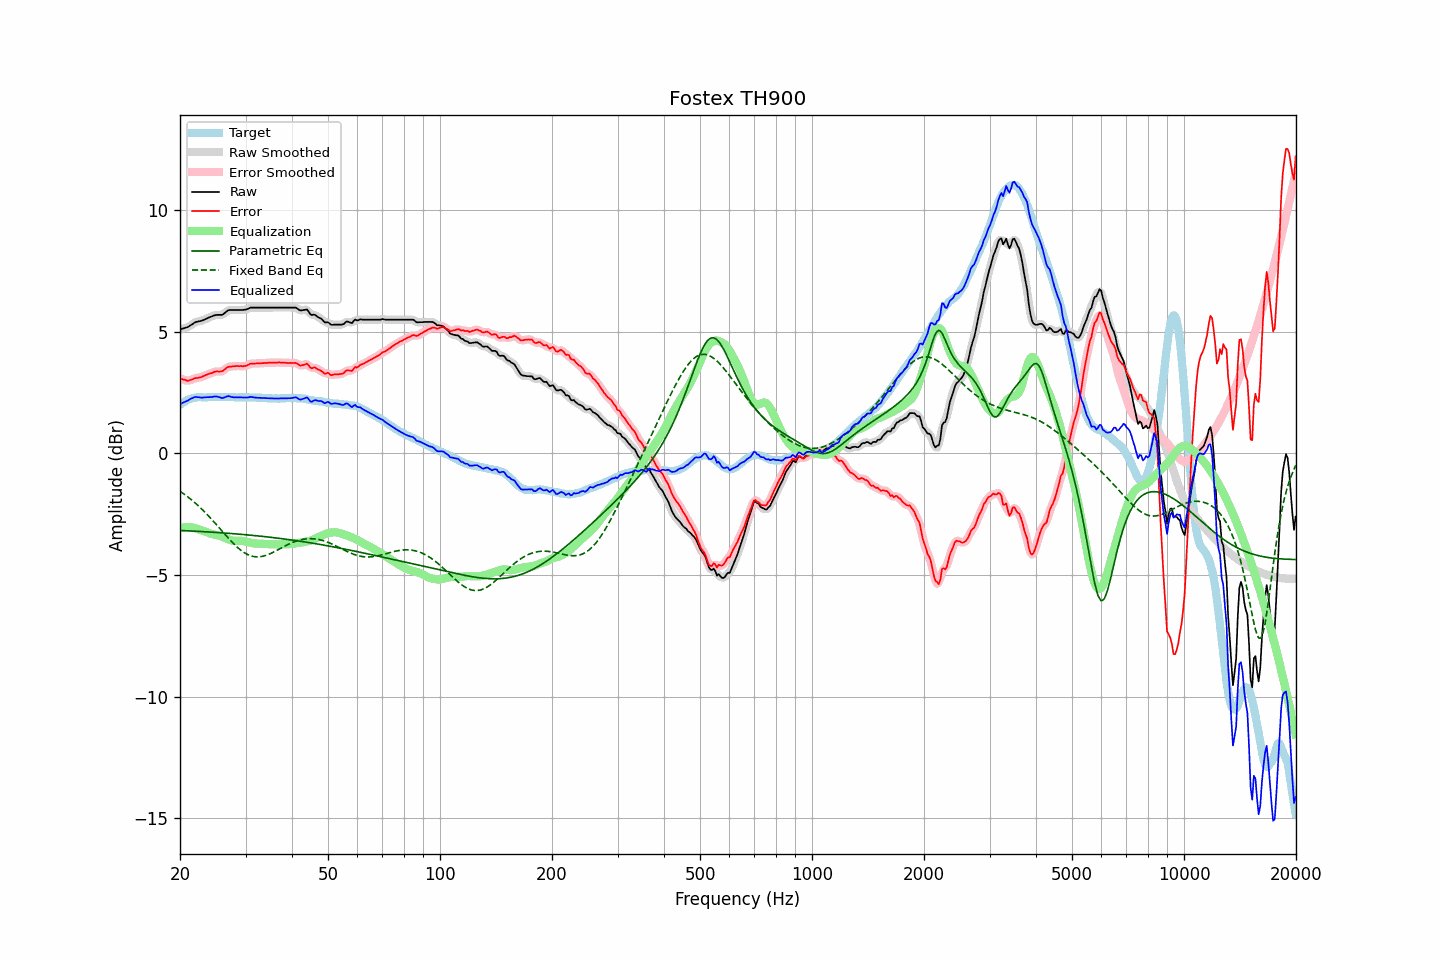 Fostex TH900
Target
Raw Smoothed
Error Smoothed
Raw
Error
Equalization
Parametric Eq
Fixed Band Eq
Equalized
10
5
0
−5
−10
−15
Amplitude (dBr)
20 50 100 200 500 1000 2000 5000 10000 20000
Frequency (Hz)